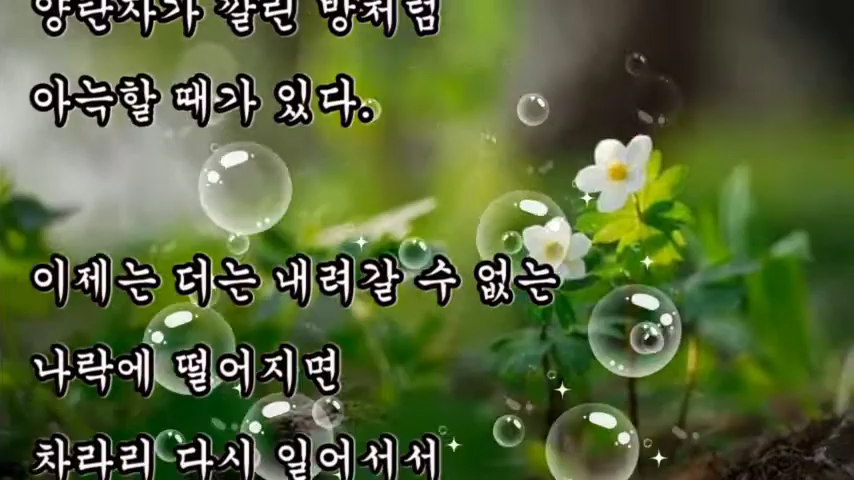 양탄자가 깔린 방처럼
아늑할 때가 있다.
이제는 더는 내려갈 수 없는
나락에 떨어지면
차라리 다시 일어서서